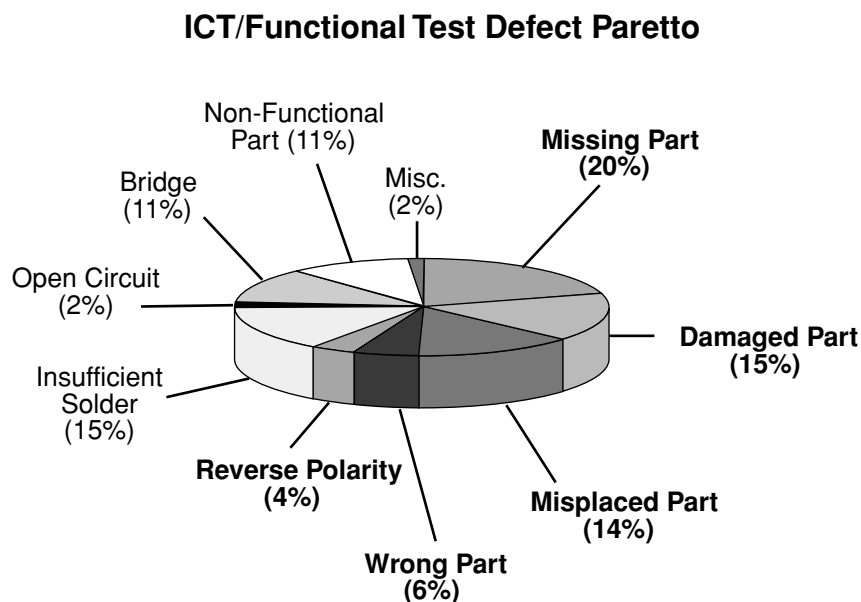 ICT/Functional Test Defect Paretto
Non-Functional
Part (11%)
Missing Part
(20%)
Bridge
(11%)
Misc.
(2%)
Open Circuit
(2%)
Damaged Part
(15%)
Insufficient
Solder
(15%)
Reverse Polarity
(4%)
Misplaced Part
(14%)
Wrong Part
(6%)